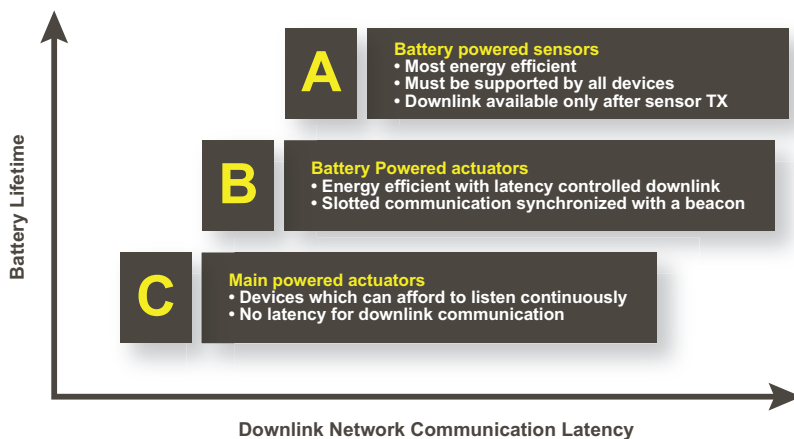 A
Battery powered sensors
• Most energy efficient
• Must be supported by all devices
• Downlink available only after sensor TX
B
Battery Powered actuators
• Energy efficient with latency controlled downlink
• Slotted communication synchronized with a beacon
C
Main powered actuators
• Devices which can afford to listen continuously
• No latency for downlink communication
Battery Lifetime
Downlink Network Communication Latency